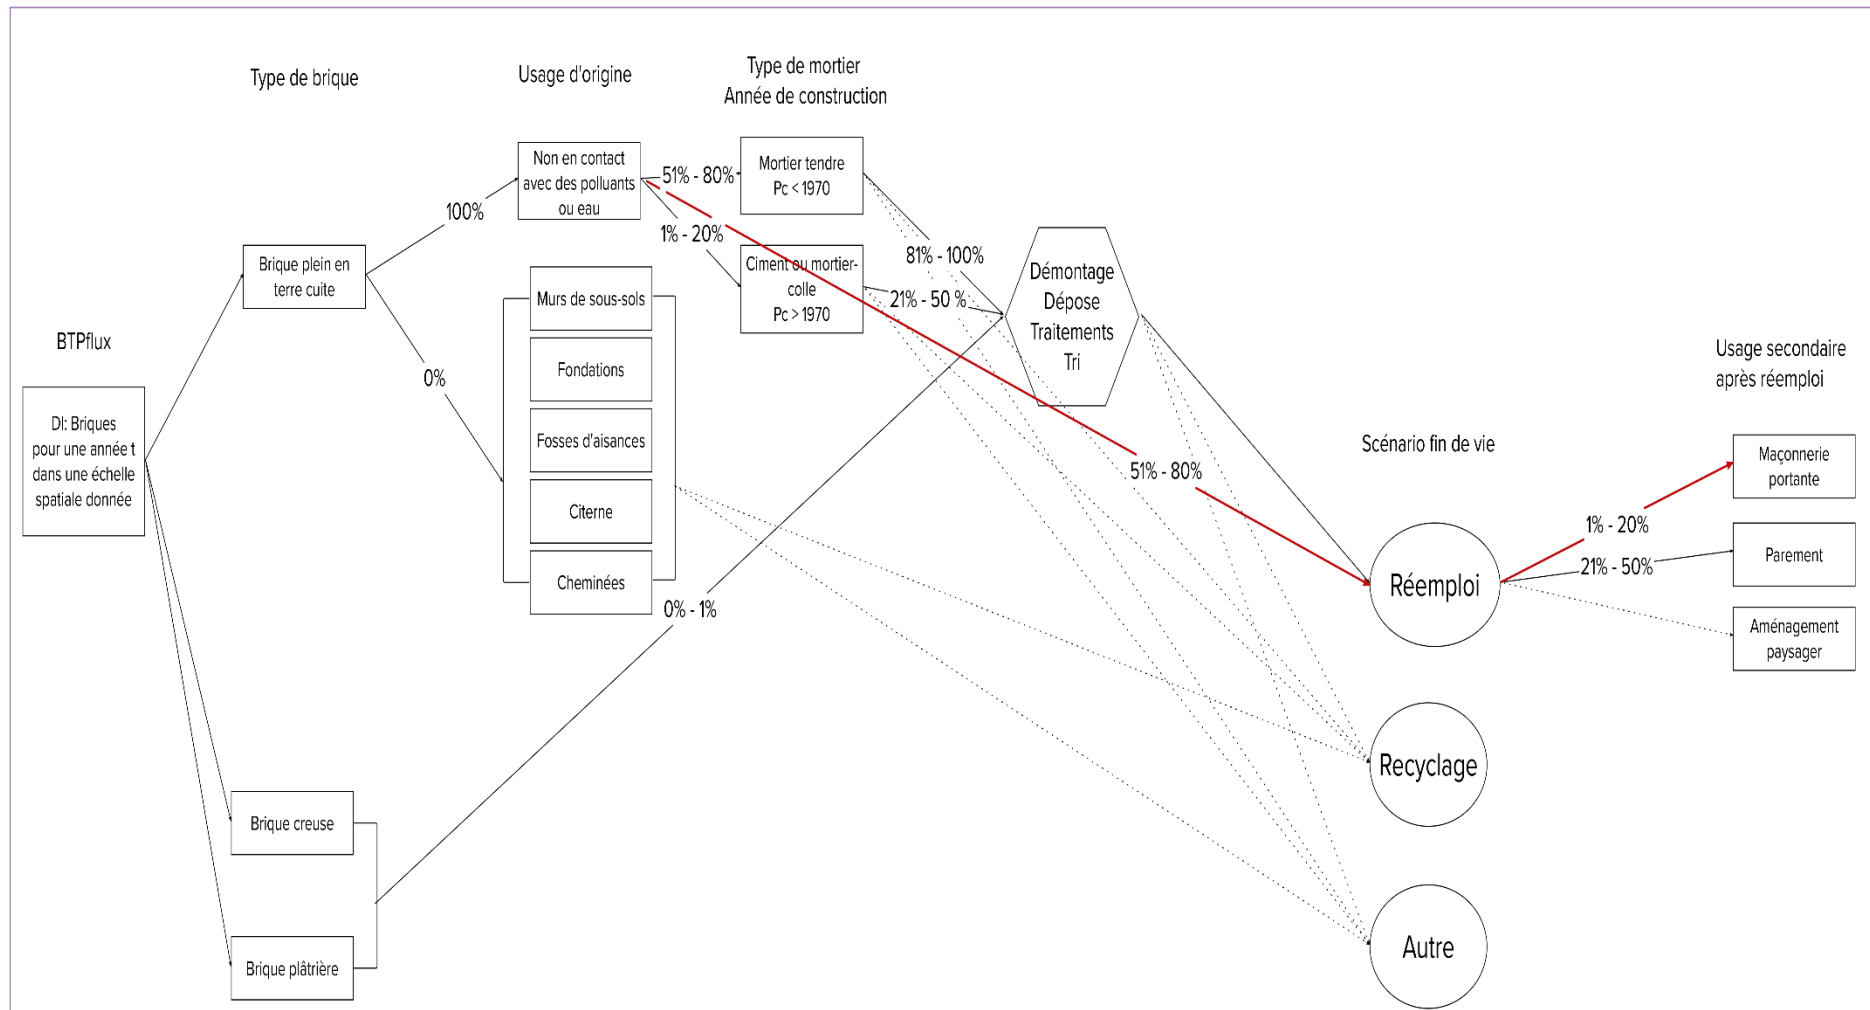 Type de brique
Usage d'origine
Type de mortier
Année de construction
Non en contact
avec des polluants
ou eau
51% - 80%
Mortier tendre
Pc < 1970
100%
1% - 20%
Brique plein en
terre cuite
Ciment ou mortier-
colle
Pc > 1970
81% - 100%
21% - 50 %
Démontage
Dépose
Traitements
Tri
Murs de sous-sols
Fondations
Fosses d'aisances
Citerne
Cheminées
0%
BTPflux
DI: Briques
pour une année t
dans une échelle
spatiale donnée
Usage secondaire
après réemploi
Scénario fin de vie
51% - 80%
Maçonnerie
portante
1% - 20%
Parement
21% - 50%
Réemploi
Aménagement
paysager
0% - 1%
Recyclage
Brique creuse
Autre
Brique plâtrière